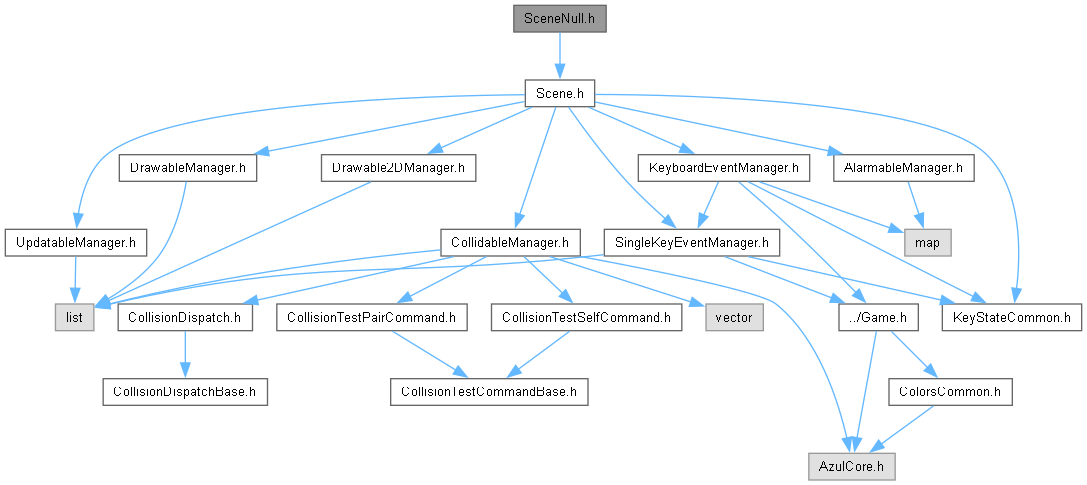 SceneNull.h
Scene.h
DrawableManager.h
Drawable2DManager.h
KeyboardEventManager.h
AlarmableManager.h
UpdatableManager.h
CollidableManager.h
SingleKeyEventManager.h
map
list
CollisionDispatch.h
CollisionTestPairCommand.h
CollisionTestSelfCommand.h
vector
../Game.h
KeyStateCommon.h
CollisionDispatchBase.h
CollisionTestCommandBase.h
ColorsCommon.h
AzulCore.h